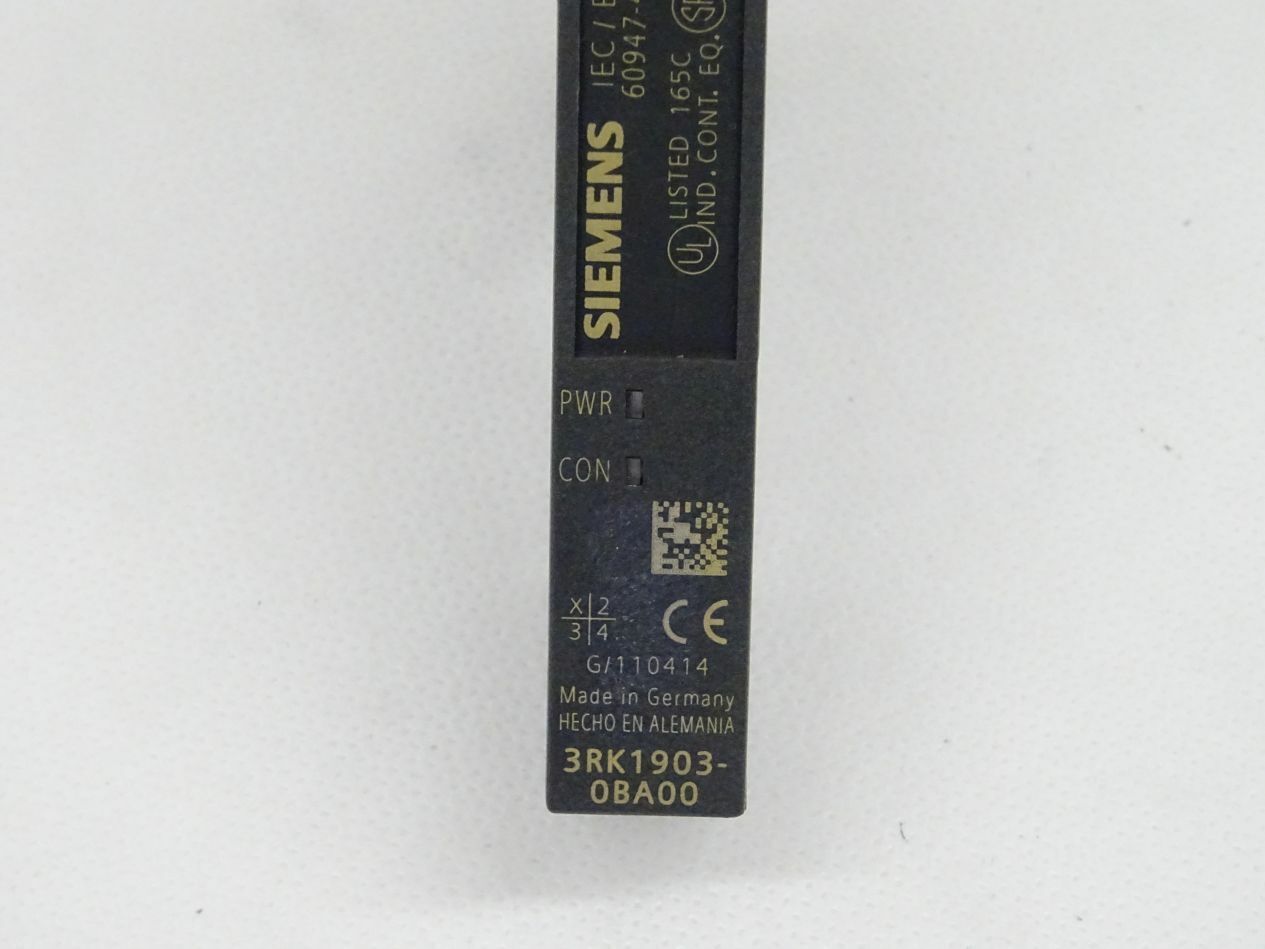 SIEMENS
IEC / E
60947-
UL LISTED 165C
IND. CONT. EQ.
PWR
CON
X 2
3 4
CE
G/110414
Made in Germany
HECHO EN ALEMANIA
3RK1903-
0BA00